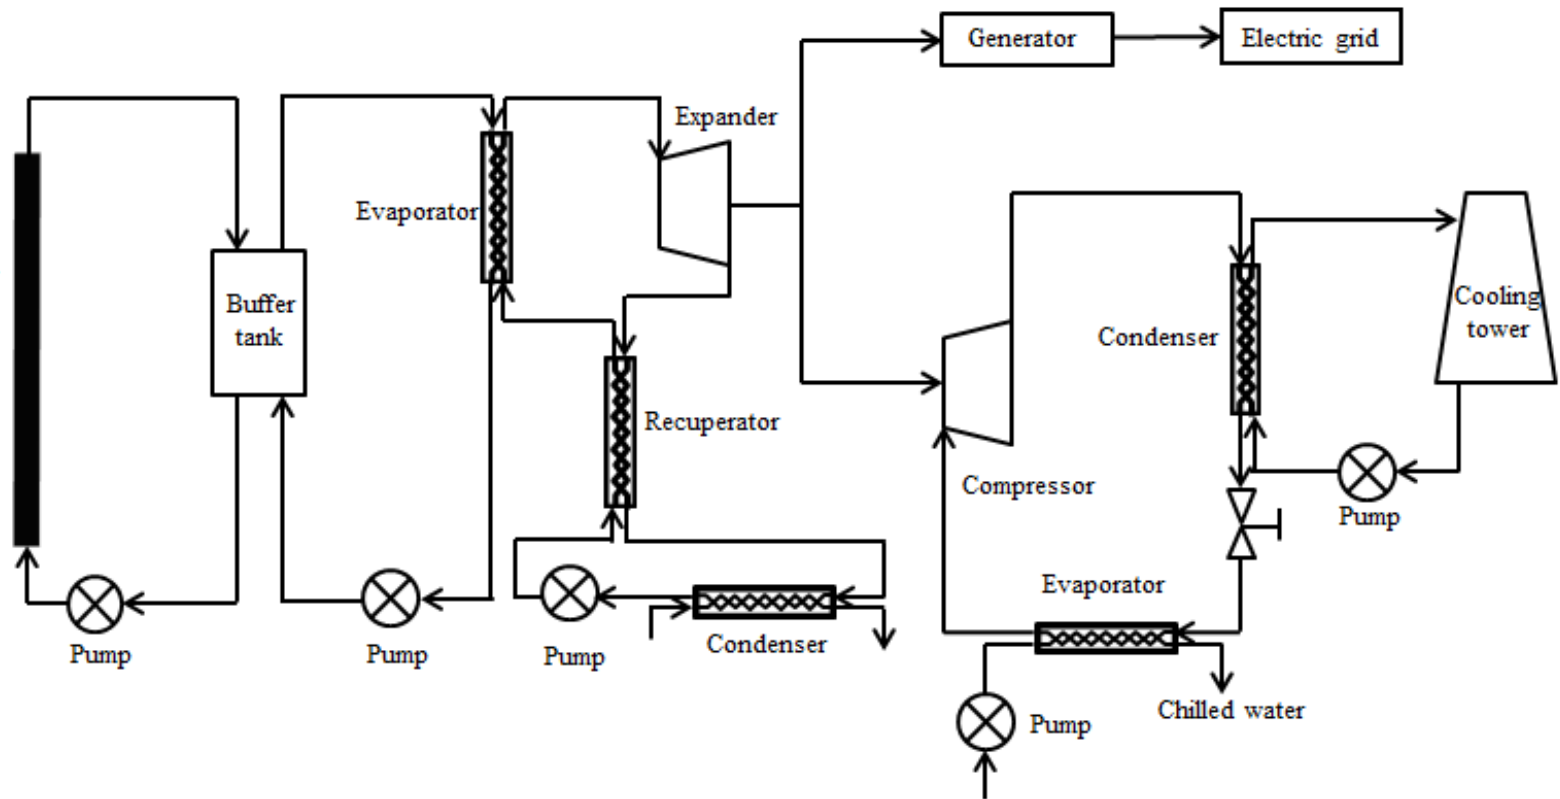 Generator
Electric grid
Expander
Evaporator
Buffer
tank
Cooling
tower
Condenser
Recuperator
Compressor
Pump
Evaporator
Pump
Pump
Pump
Condenser
Chilled water
Pump